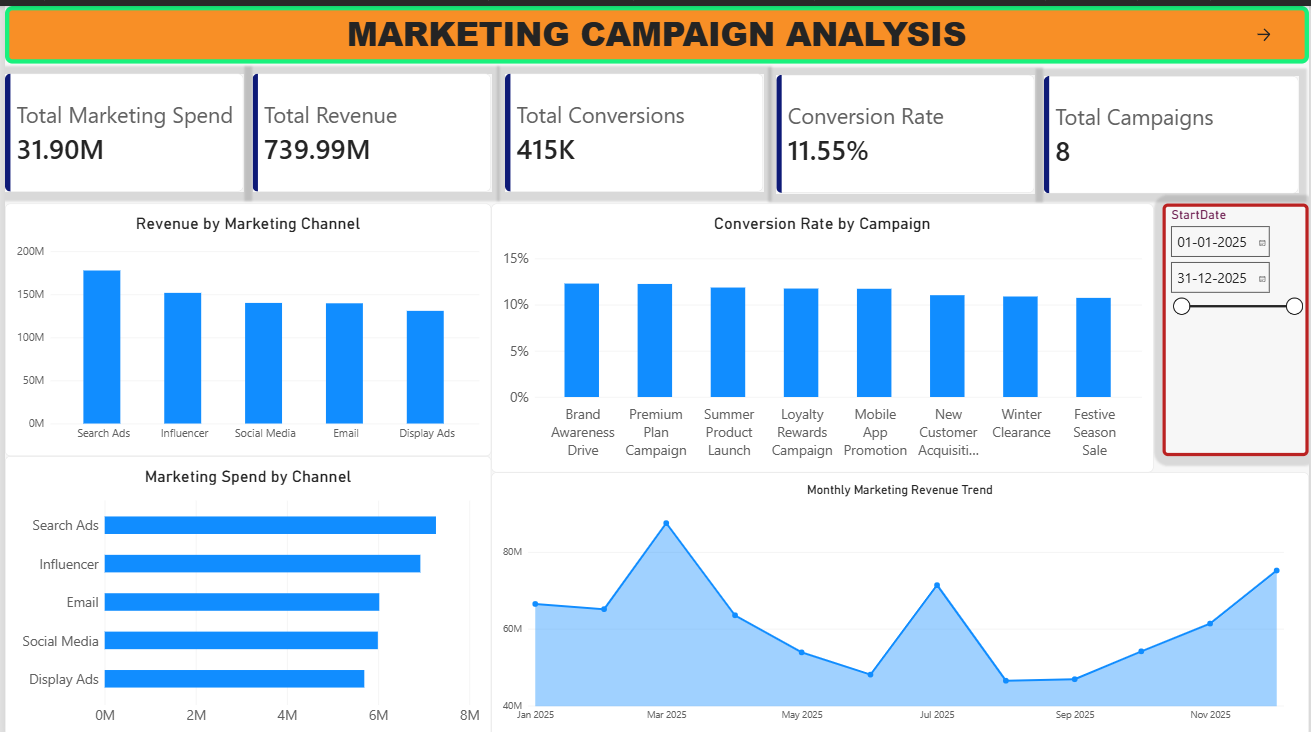 MARKETING CAMPAIGN ANALYSIS
Total Marketing Spend
31.90M
Total Revenue
739.99M
Total Conversions
415K
Conversion Rate
11.55%
Total Campaigns
8
Revenue by Marketing Channel
200M
150M
100M
50M
0M
Search Ads
Influencer
Social Media
Email
Display Ads
Conversion Rate by Campaign
15%
10%
5%
0%
Brand
Awareness
Drive
Premium
Plan
Campaign
Summer
Product
Launch
Loyalty
Rewards
Campaign
Mobile
App
Promotion
New
Customer
Acquisiti...
Winter
Clearance
Festive
Season
Sale
StartDate
01-01-2025
31-12-2025
Marketing Spend by Channel
Search Ads
Influencer
Email
Social Media
Display Ads
0M
2M
4M
6M
8M
Monthly Marketing Revenue Trend
80M
60M
40M
Jan 2025
Mar 2025
May 2025
Jul 2025
Sep 2025
Nov 2025